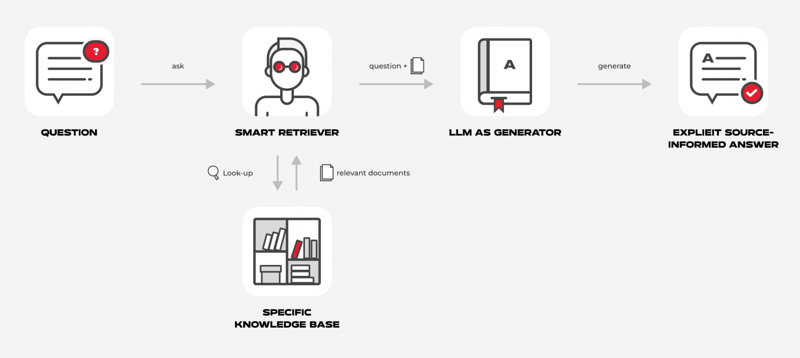 ?
ask
question +
A
generate
A
QUESTION
SMART RETRIEVER
LLM AS GENERATOR
EXPLIEIT SOURCE-
INFORMED ANSWER
Look-up
relevant documents
SPECIFIC
KNOWLEDGE BASE